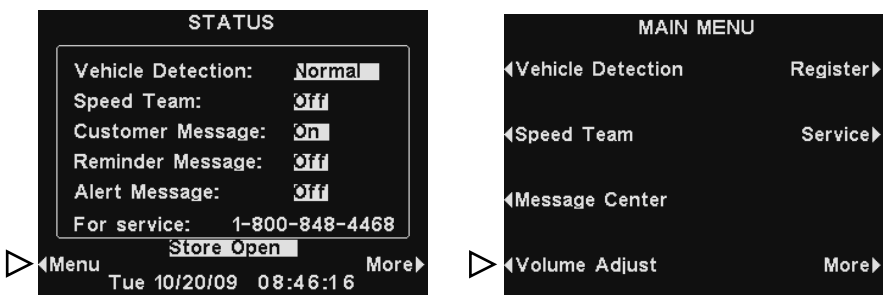 STATUS
Vehicle Detection: Normal
Speed Team: Off
Customer Message: On
Reminder Message: Off
Alert Message: Off
For service: 1-800-848-4468
Store Open
Menu More
Tue 10/20/09 08:46:16
MAIN MENU
Vehicle Detection Register
Speed Team Service
Message Center
Volume Adjust More